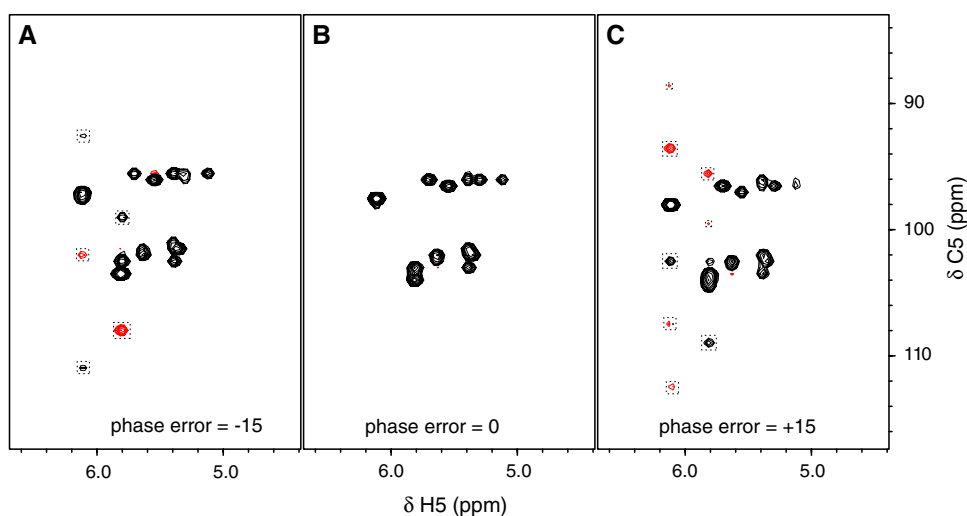 A
B
C
90
100
110
δ C5 (ppm)
phase error = -15
phase error = 0
phase error = +15
6.0
5.0
6.0
5.0
6.0
5.0
δ H5 (ppm)